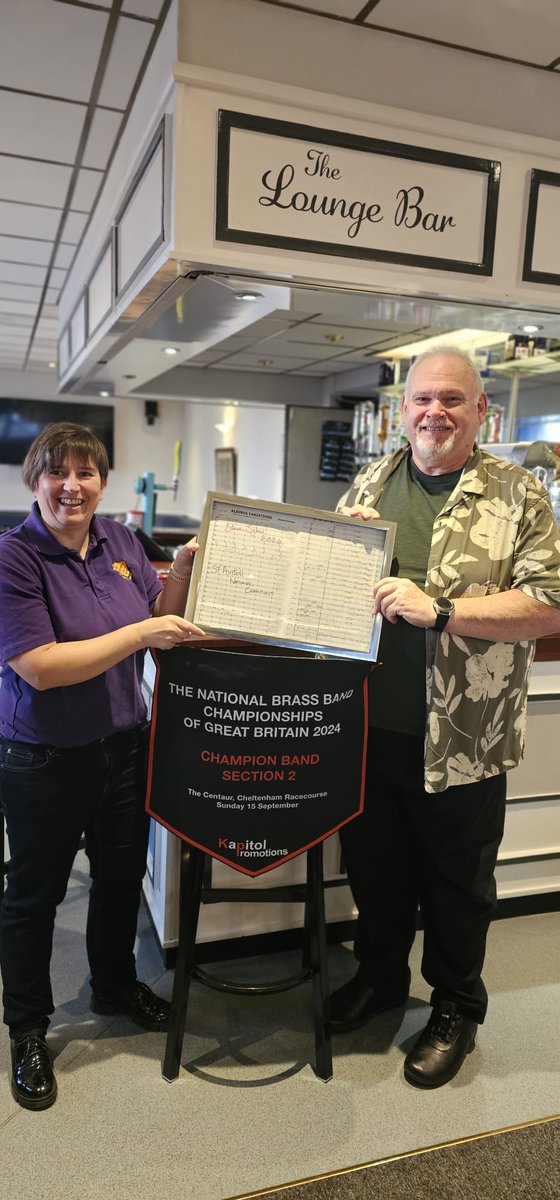 The
Lounge Bar
ALBINUS VARIATIONS
2024
St Austell
National
THE NATIONAL BRASS BAND
CHAMPIONSHIPS
OF GREAT BRITAIN 2024
CHAMPION BAND
SECTION 2
The Centaur, Cheltenham Racecourse
Sunday 15 September
Kapitol
Promotions